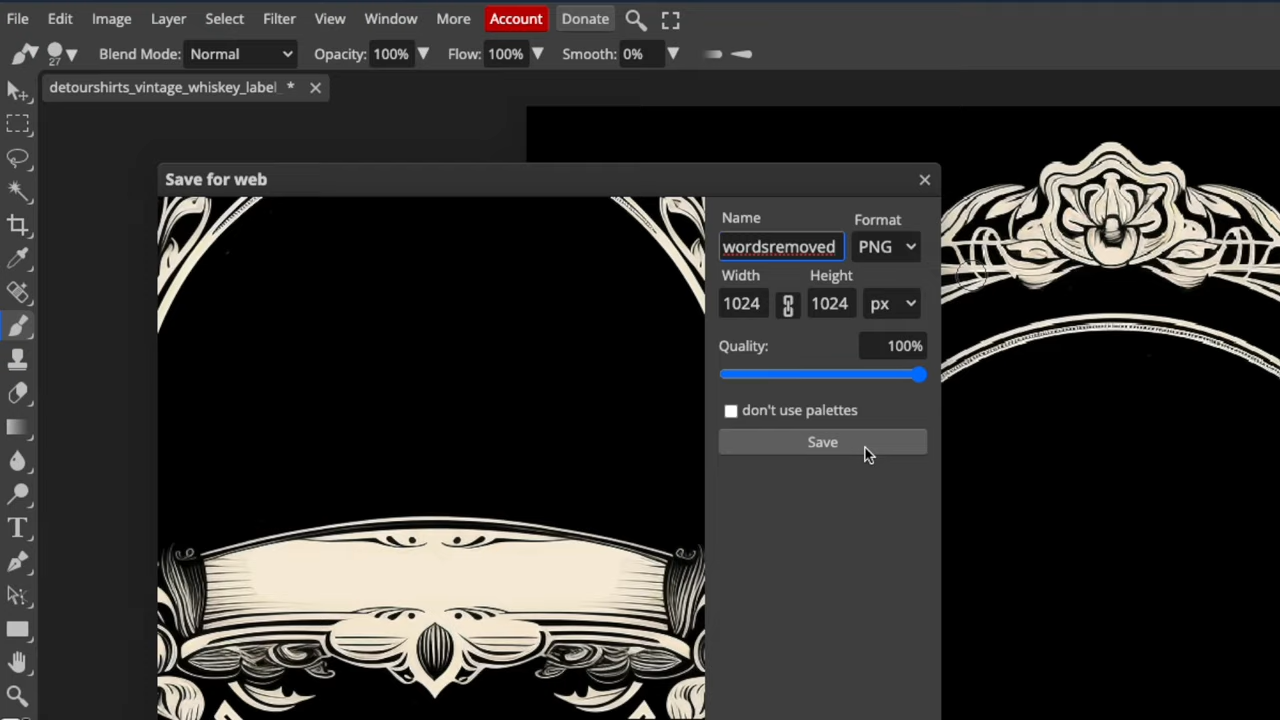 File Edit Image Layer Select Filter View Window More Account Donate
27 Blend Mode: Normal Opacity: 100% Flow: 100% Smooth: 0%
detourshirts_vintage_whiskey_label_ *
Save for web
Name Format
wordsremoved PNG
Width Height
1024 1024 px
Quality: 100%
don't use palettes
Save